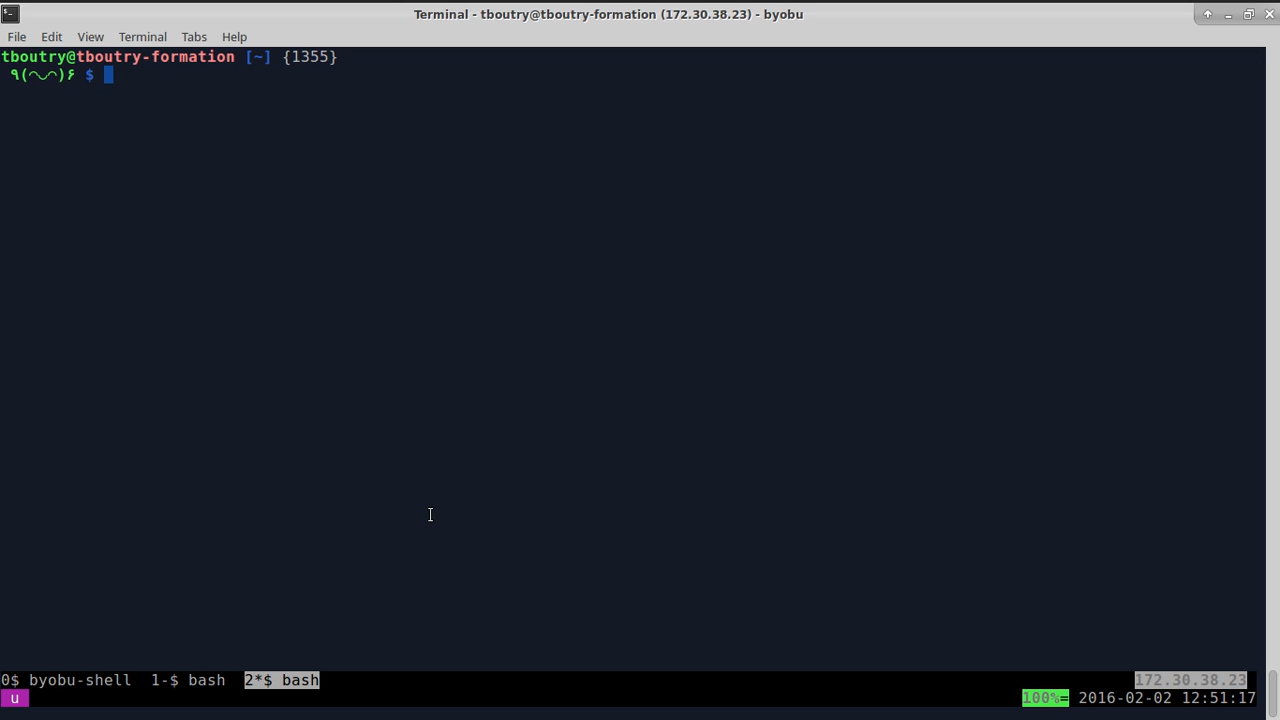 Terminal - tboutry@tboutry-formation (172.30.38.23) - byobu
File Edit View Terminal Tabs Help
tboutry@tboutry-formation [~] {1355}
٩(◠◡◠)۶ $
0$ byobu-shell 1-$ bash 2*$ bash 172.30.38.23
u 100%= 2016-02-02 12:51:17